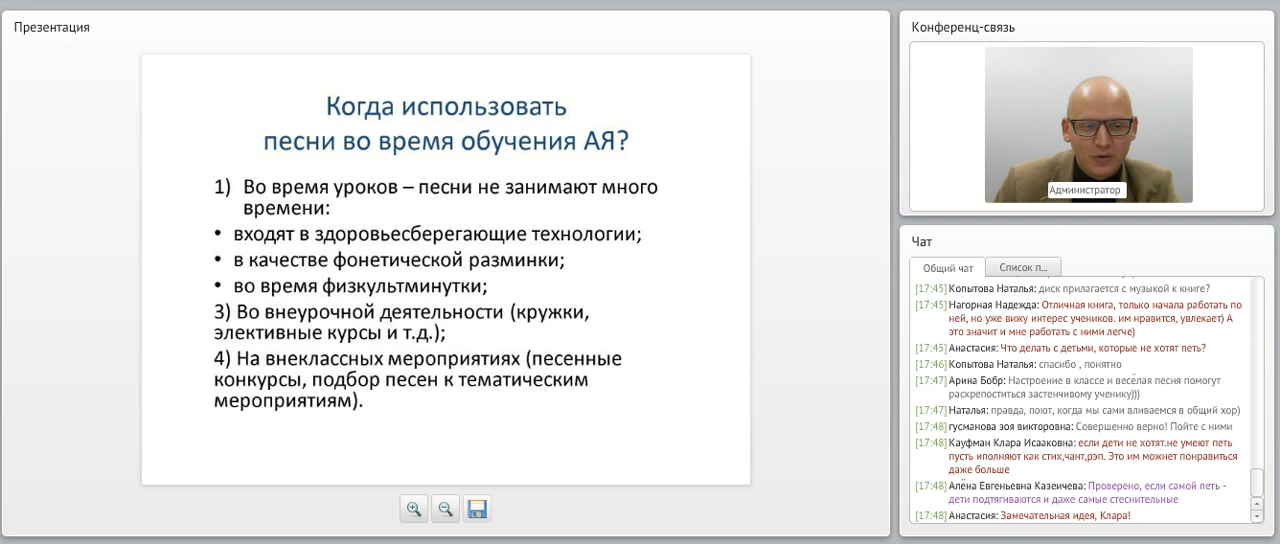 Презентация
Когда использовать
песни во время обучения АЯ?
1) Во время уроков – песни не занимают много
времени:
• входят в здоровьесберегающие технологии;
• в качестве фонетической разминки;
• во время физкультминутки;
3) Во внеурочной деятельности (кружки,
элективные курсы и т.д.);
4) На внеклассных мероприятиях (песенные
конкурсы, подбор песен к тематическим
мероприятиям).
Конференц-связь
Администратор
Чат
Общий чат
Список п...
[17:45] Копытова Наталья: диск прилагается с музыкой к книге?
[17:45] Нагорная Надежда: Отличная книга, только начала работать по
ней, но уже вижу интерес учеников. им нравится, увлекает) А
это значит и мне работать с ними легче)
[17:45] Анастасия: Что делать с детьми, которые не хотят петь?
[17:46] Копытова Наталья: спасибо , понятно
[17:47] Арина Бобр: Настроение в классе и весёлая песня помогут
раскрепоститься застенчивому ученику)))
[17:47] Наталья: правда, поют, когда мы сами вливаемся в общий хор)
[17:48] гусманова зоя викторовна: Совершенно верно! Пойте с ними
[17:48] Кауфман Клара Исааковна: если дети не хотят.не умеют петь
пусть иполняют как стих,чант,рэп. Это им можнет понравиться
даже больше
[17:48] Алёна Евгеньевна Казеичева: Проверено, если самой петь -
дети подтягиваются и даже самые стеснительные
[17:48] Анастасия: Замечательная идея, Клара!